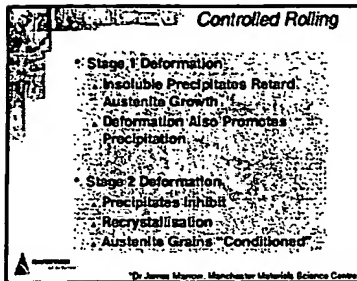 Controlled Rolling
• Stage 1 Deformation
Insoluble Precipitates Retard
Austenite Growth
Deformation Also Promotes
Precipitation
• Stage 2 Deformation
Precipitates Inhibit
Recrystallisation
Austenite Grains "Conditioned"
Dr James Marrow, Manchester Materials Science Centre